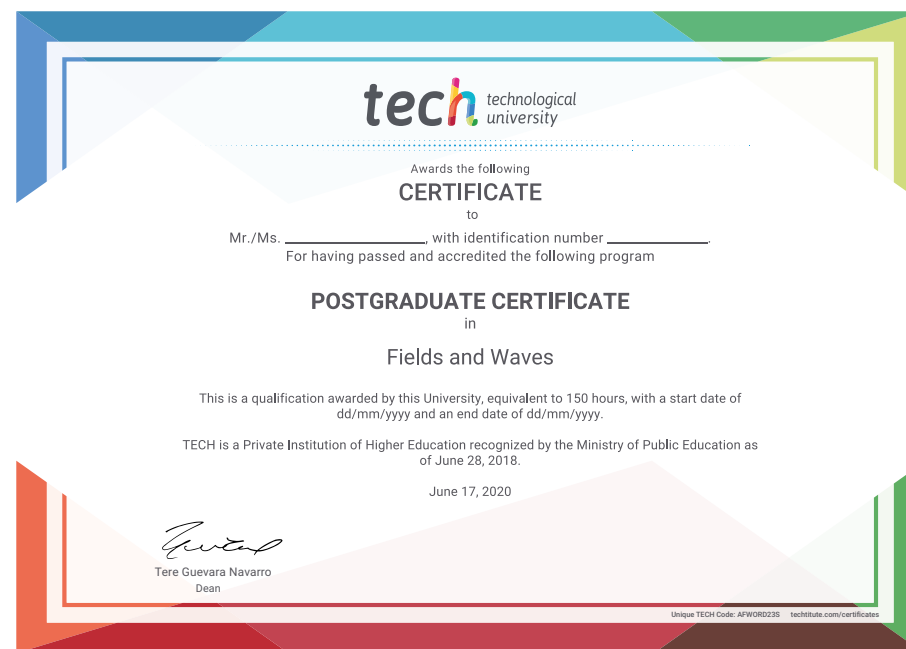 tech technological
university
Awards the following
CERTIFICATE
to
Mr./Ms. ____________________, with identification number ______________.
For having passed and accredited the following program
POSTGRADUATE CERTIFICATE
in
Fields and Waves
This is a qualification awarded by this University, equivalent to 150 hours, with a start date of
dd/mm/yyyy and an end date of dd/mm/yyyy.
TECH is a Private Institution of Higher Education recognized by the Ministry of Public Education as
of June 28, 2018.
June 17, 2020
Tere Guevara Navarro
Dean
Unique TECH Code: AFWORD23S techtitute.com/certificates